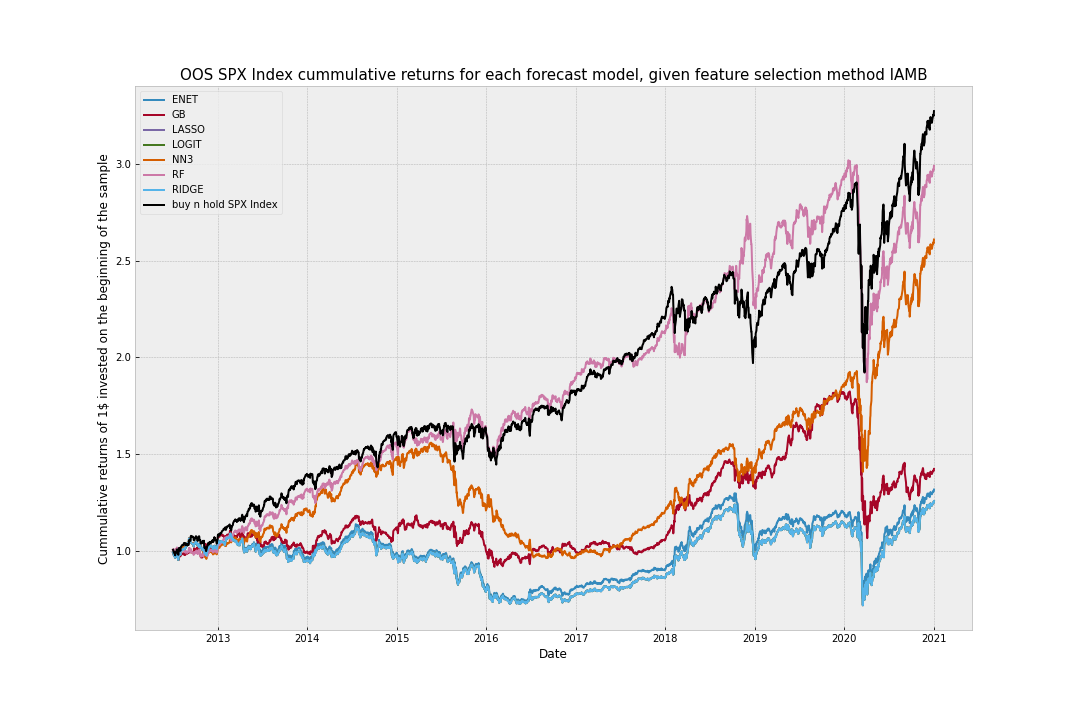 OOS SPX Index cummulative returns for each forecast model, given feature selection method IAMB
ENET
GB
LASSO
LOGIT
NN3
RF
RIDGE
buy n hold SPX Index
Cummulative returns of 1$ invested on the beginning of the sample
3.0
2.5
2.0
1.5
1.0
2013 2014 2015 2016 2017 2018 2019 2020 2021
Date